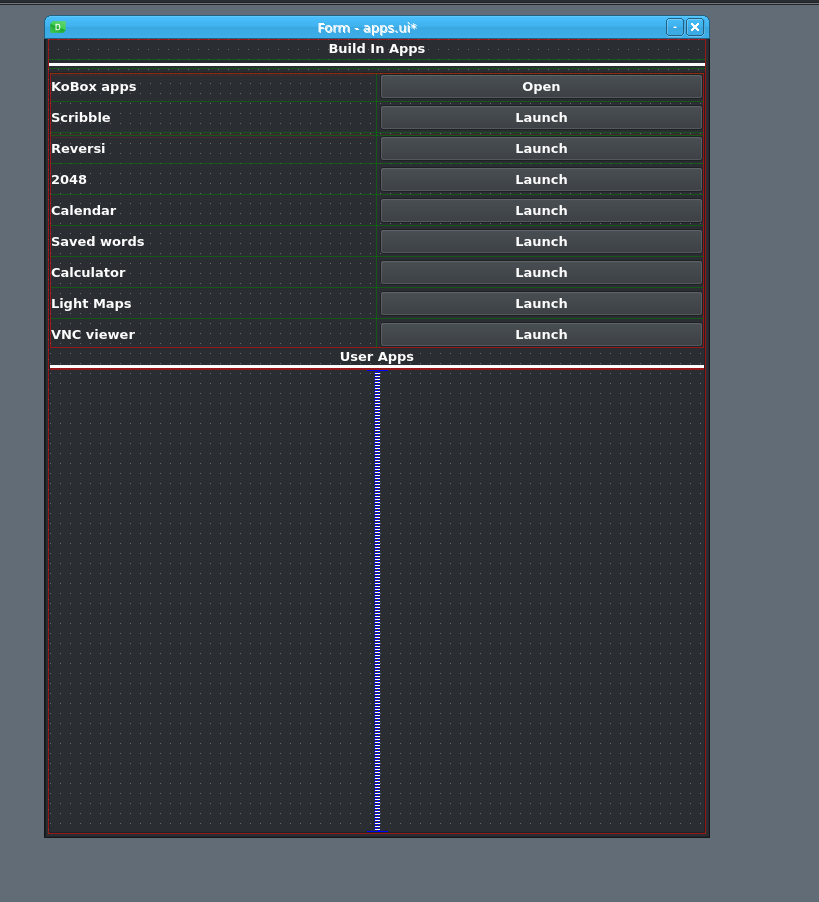 D
Form - apps.ui*
Build In Apps
KoBox apps Open
Scribble Launch
Reversi Launch
2048 Launch
Calendar Launch
Saved words Launch
Calculator Launch
Light Maps Launch
VNC viewer Launch
User Apps